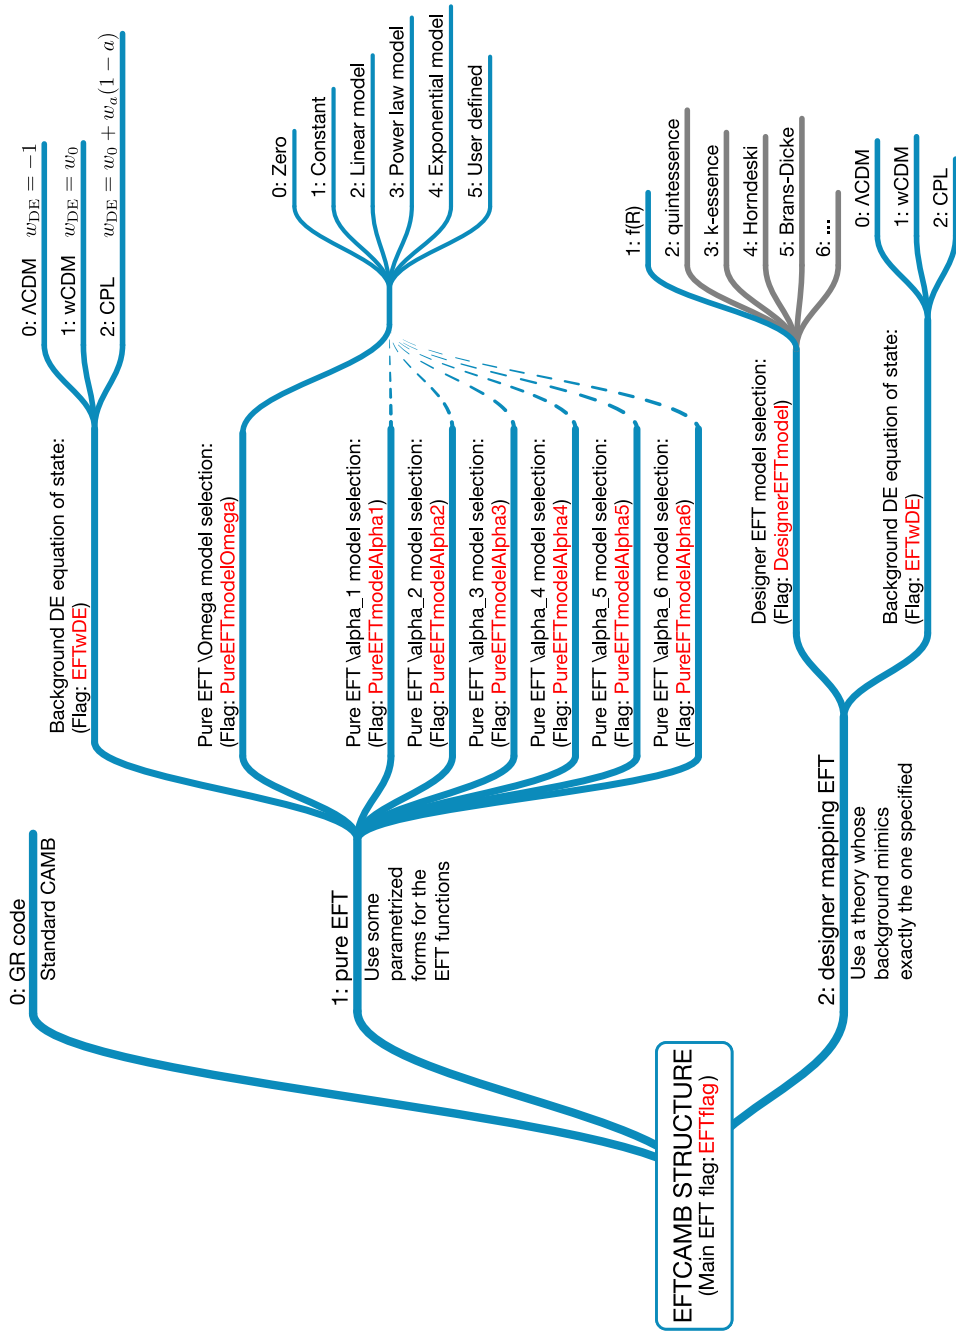 EFTCAMB STRUCTURE
(Main EFT flag: EFTflag)
0: GR code
Standard CAMB
1: pure EFT
Use some
parametrized
forms for the
EFT functions
Background DE equation of state:
(Flag: EFTwDE)
0: ΛCDM w_DE = −1
1: wCDM w_DE = w_0
2: CPL w_DE = w_0 + w_a(1 − a)
Pure EFT \Omega model selection:
(Flag: PureEFTmodelOmega)
Pure EFT \alpha_1 model selection:
(Flag: PureEFTmodelAlpha1)
Pure EFT \alpha_2 model selection:
(Flag: PureEFTmodelAlpha2)
Pure EFT \alpha_3 model selection:
(Flag: PureEFTmodelAlpha3)
Pure EFT \alpha_4 model selection:
(Flag: PureEFTmodelAlpha4)
Pure EFT \alpha_5 model selection:
(Flag: PureEFTmodelAlpha5)
Pure EFT \alpha_6 model selection:
(Flag: PureEFTmodelAlpha6)
0: Zero
1: Constant
2: Linear model
3: Power law model
4: Exponential model
5: User defined
2: designer mapping EFT
Use a theory whose
background mimics
exactly the one specified
Designer EFT model selection:
(Flag: DesignerEFTmodel)
1: f(R)
2: quintessence
3: k-essence
4: Horndeski
5: Brans-Dicke
6: ...
Background DE equation of state:
(Flag: EFTwDE)
0: ΛCDM
1: wCDM
2: CPL